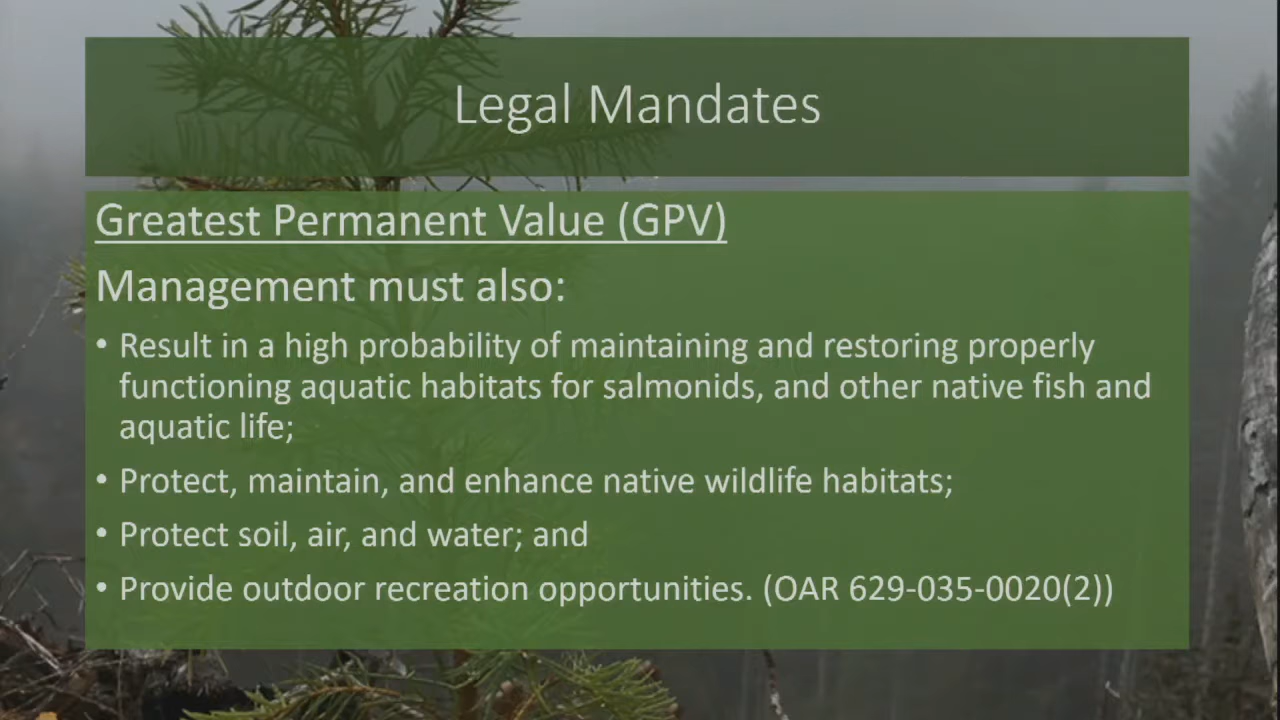 Legal Mandates
Greatest Permanent Value (GPV)
Management must also:
• Result in a high probability of maintaining and restoring properly
functioning aquatic habitats for salmonids, and other native fish and
aquatic life;
• Protect, maintain, and enhance native wildlife habitats;
• Protect soil, air, and water; and
• Provide outdoor recreation opportunities. (OAR 629-035-0020(2))